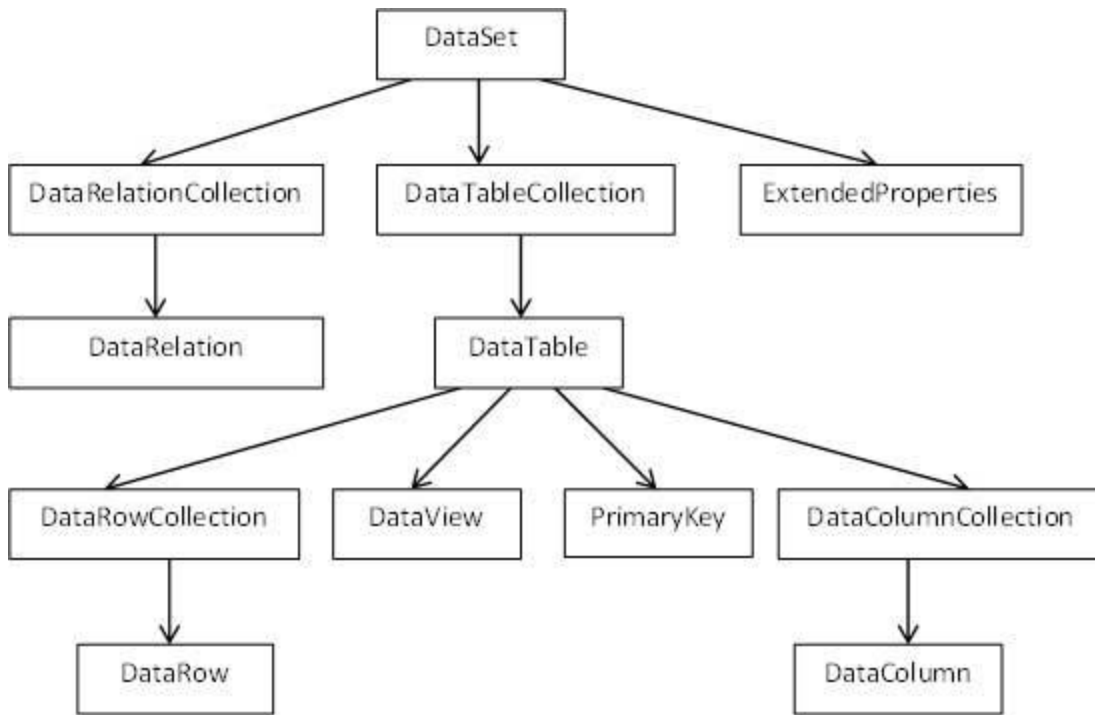 DataSet
DataRelationCollection
DataTableCollection
ExtendedProperties
DataRelation
DataTable
DataRowCollection
DataView
PrimaryKey
DataColumnCollection
DataRow
DataColumn